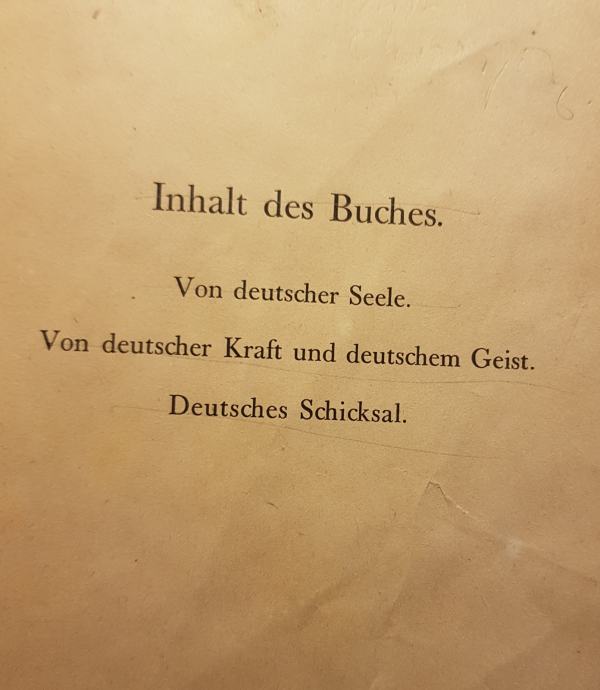 Inhalt des Buches.
Von deutscher Seele.
Von deutscher Kraft und deutschem Geist.
Deutsches Schicksal.